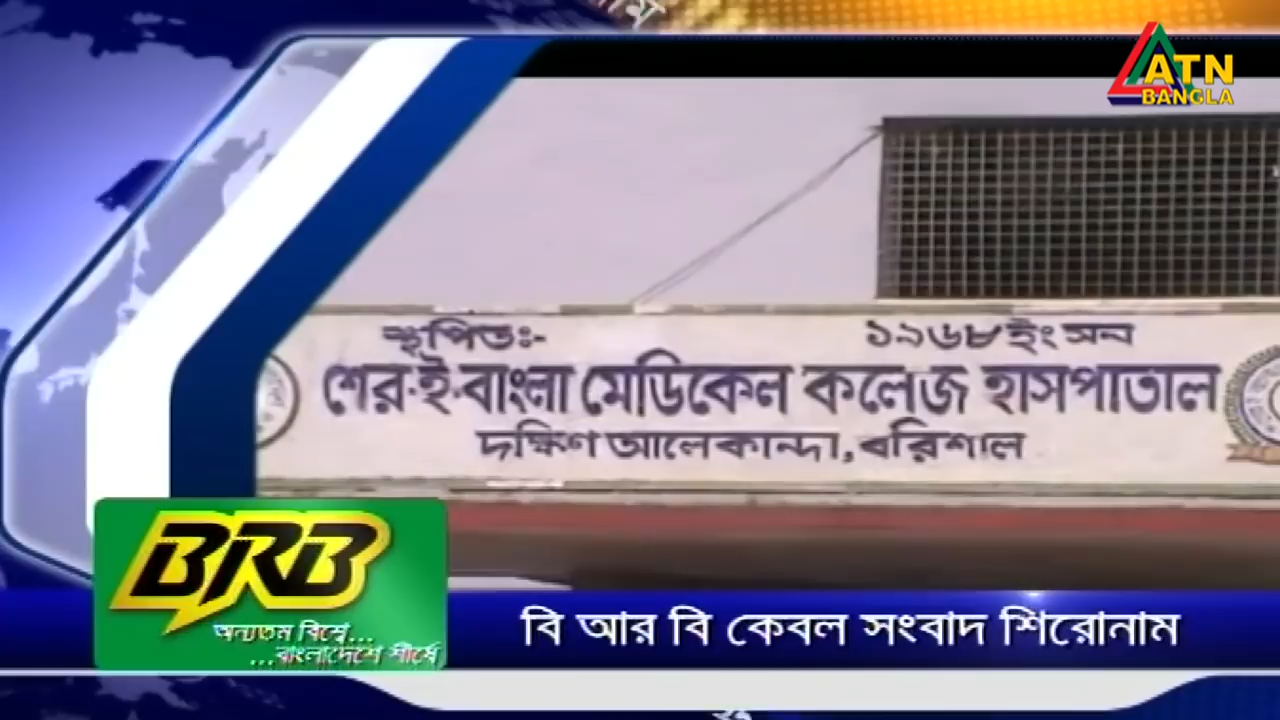 ATN
BANGLA
স্থাপিতঃ- ১৯৬৮ইং সন
শের-ই-বাংলা মেডিকেল কলেজ হাসপাতাল
দক্ষিণ আলেকান্দা, বরিশাল
BRB
অন্যতম বিশ্বে...
...বাংলাদেশে শীর্ষে
বি আর বি কেবল সংবাদ শিরোনাম